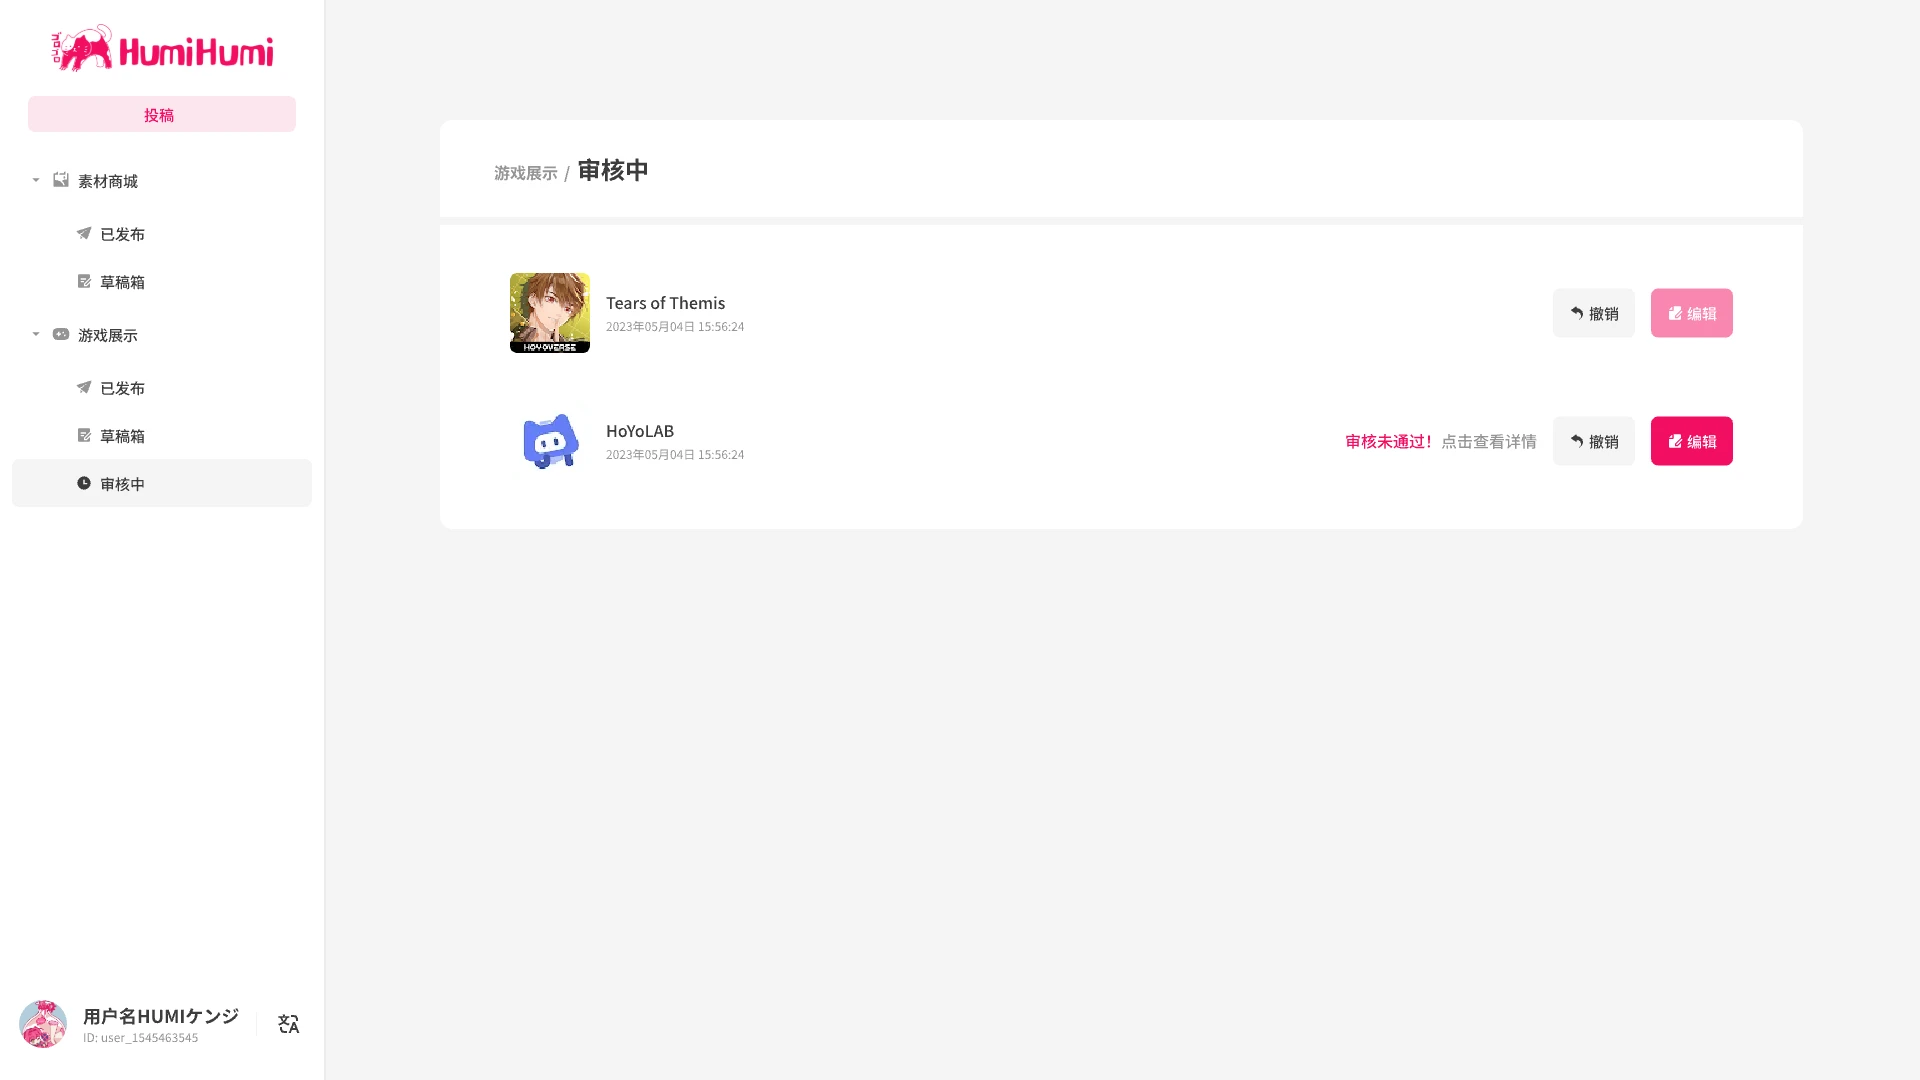 HumiHumi
投稿
素材商城
已发布
草稿箱
游戏展示
已发布
草稿箱
审核中
用户名HUMIケンジ
ID: user_1545463545
游戏展示 / 审核中
Tears of Themis
2023年05月04日 15:56:24
HOYOVERSE
撤销
编辑
HoYoLAB
2023年05月04日 15:56:24
审核未通过！点击查看详情
撤销
编辑